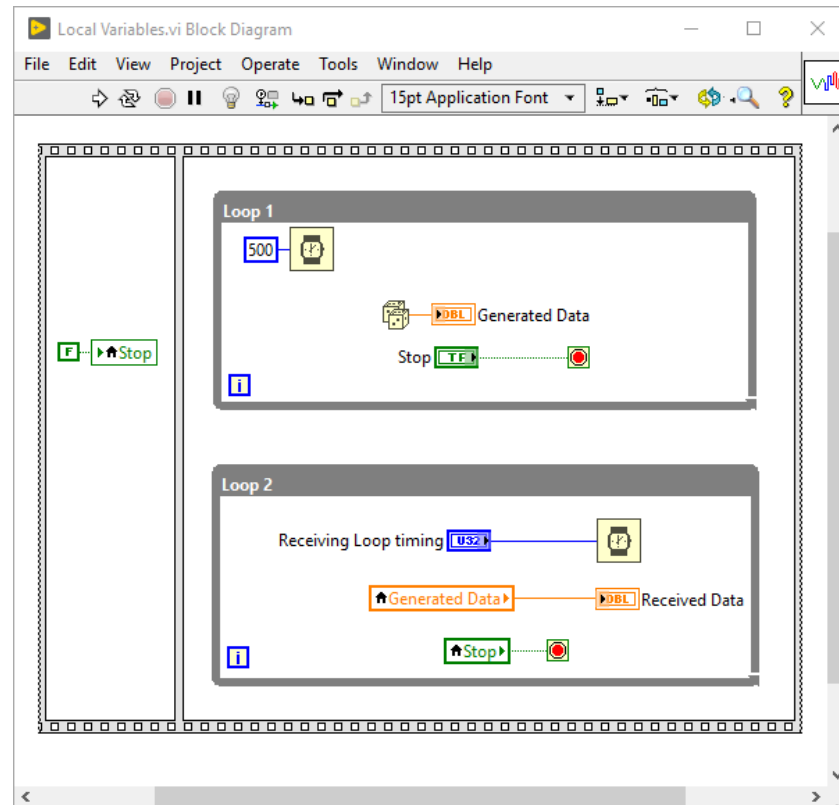 Local Variables.vi Block Diagram
File Edit View Project Operate Tools Window Help
15pt Application Font
Loop 1
500
DBL Generated Data
Stop TF
F Stop
i
Loop 2
Receiving Loop timing U32
Generated Data DBL Received Data
Stop
i